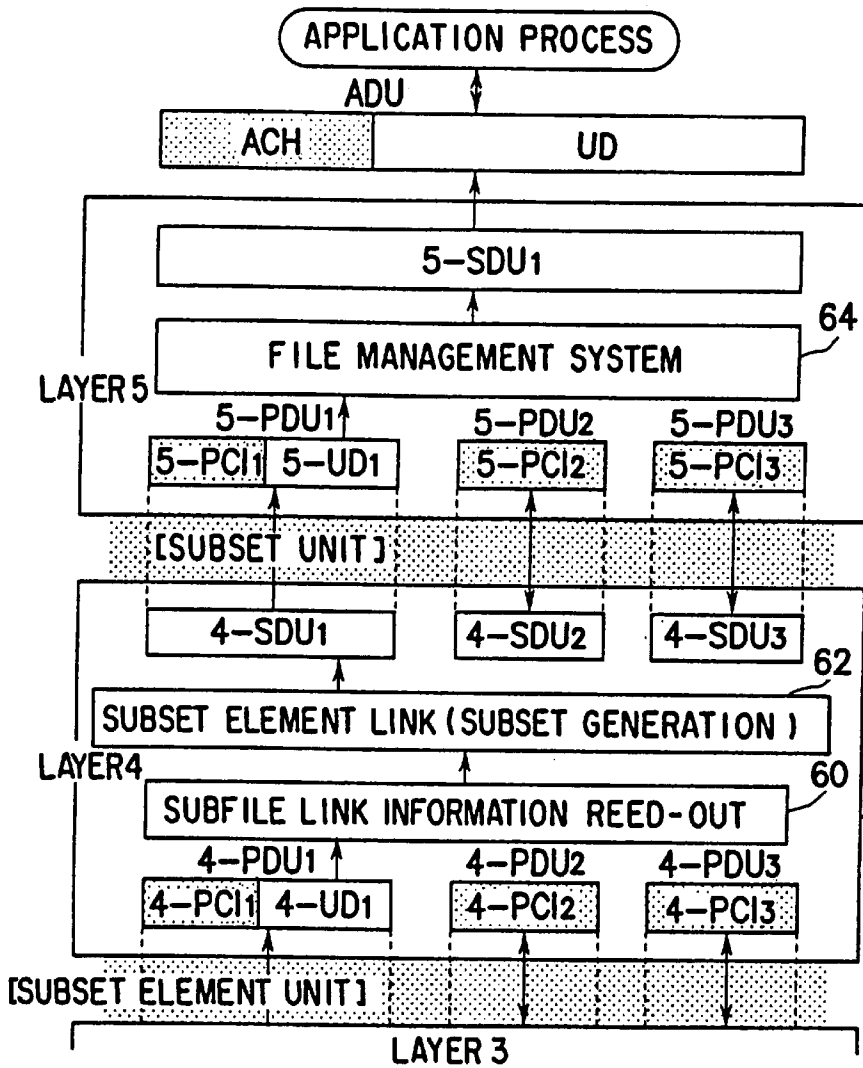 APPLICATION PROCESS
ADU
ACH UD
5-SDU1
64
FILE MANAGEMENT SYSTEM
LAYER 5
5-PDU1 5-PDU2 5-PDU3
5-PCI1 5-UD1 5-PCI2 5-PCI3
[SUBSET UNIT]
4-SDU1 4-SDU2 4-SDU3
62
SUBSET ELEMENT LINK (SUBSET GENERATION)
LAYER 4
60
SUBFILE LINK INFORMATION REED-OUT
4-PDU1 4-PDU2 4-PDU3
4-PCI1 4-UD1 4-PCI2 4-PCI3
[SUBSET ELEMENT UNIT]
LAYER 3